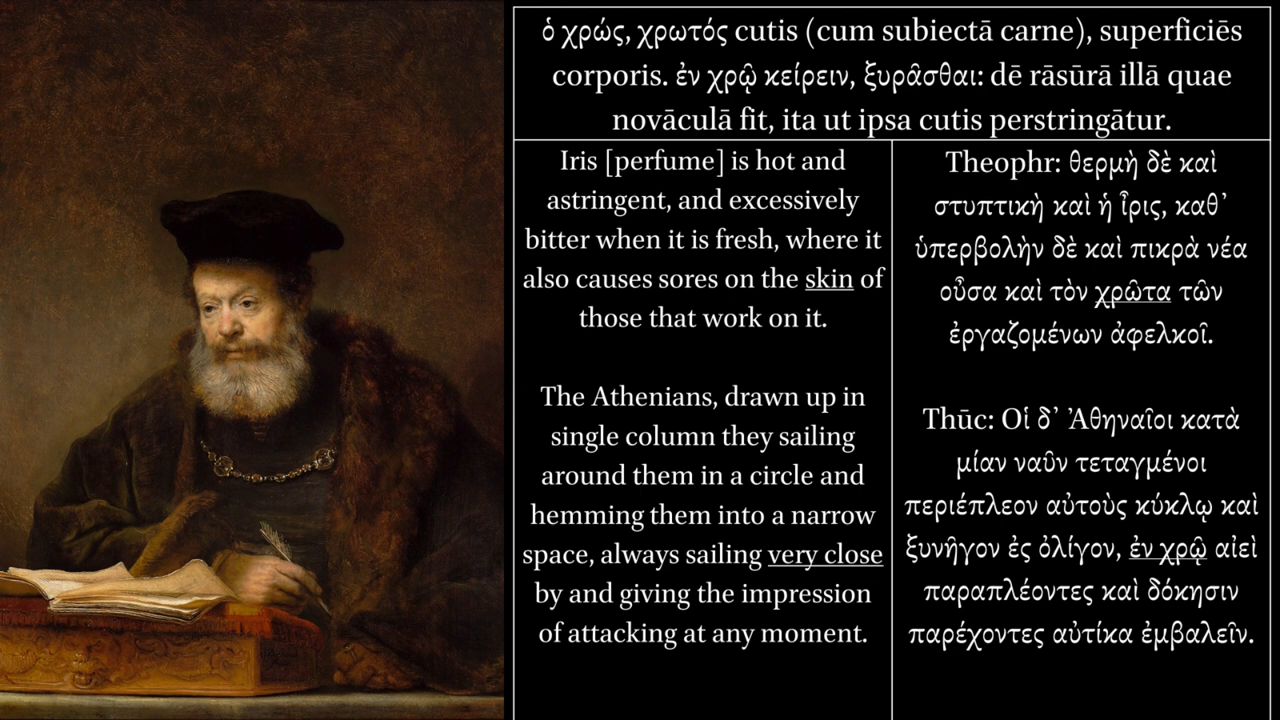 ὁ χρώς, χρωτός cutis (cum subiectā carne), superficiēs
corporis. ἐν χρῷ κείρειν, ξυρᾶσθαι: dē rāsūrā illā quae
novāculā fit, ita ut ipsa cutis perstringātur.
Iris [perfume] is hot and
astringent, and excessively
bitter when it is fresh, where it
also causes sores on the skin of
those that work on it.
The Athenians, drawn up in
single column they sailing
around them in a circle and
hemming them into a narrow
space, always sailing very close
by and giving the impression
of attacking at any moment.
Theophr: θερμὴ δὲ καὶ
στυπτικὴ καὶ ἡ ἶρις, καθ’
ὑπερβολὴν δὲ καὶ πικρὰ νέα
οὖσα καὶ τὸν χρῶτα τῶν
ἐργαζομένων ἀφελκοῖ.
Thūc: Οἱ δ’ Ἀθηναῖοι κατὰ
μίαν ναῦν τεταγμένοι
περιέπλεον αὐτοὺς κύκλῳ καὶ
ξυνῆγον ἐς ὀλίγον, ἐν χρῷ αἰεὶ
παραπλέοντες καὶ δόκησιν
παρέχοντες αὐτίκα ἐμβαλεῖν.